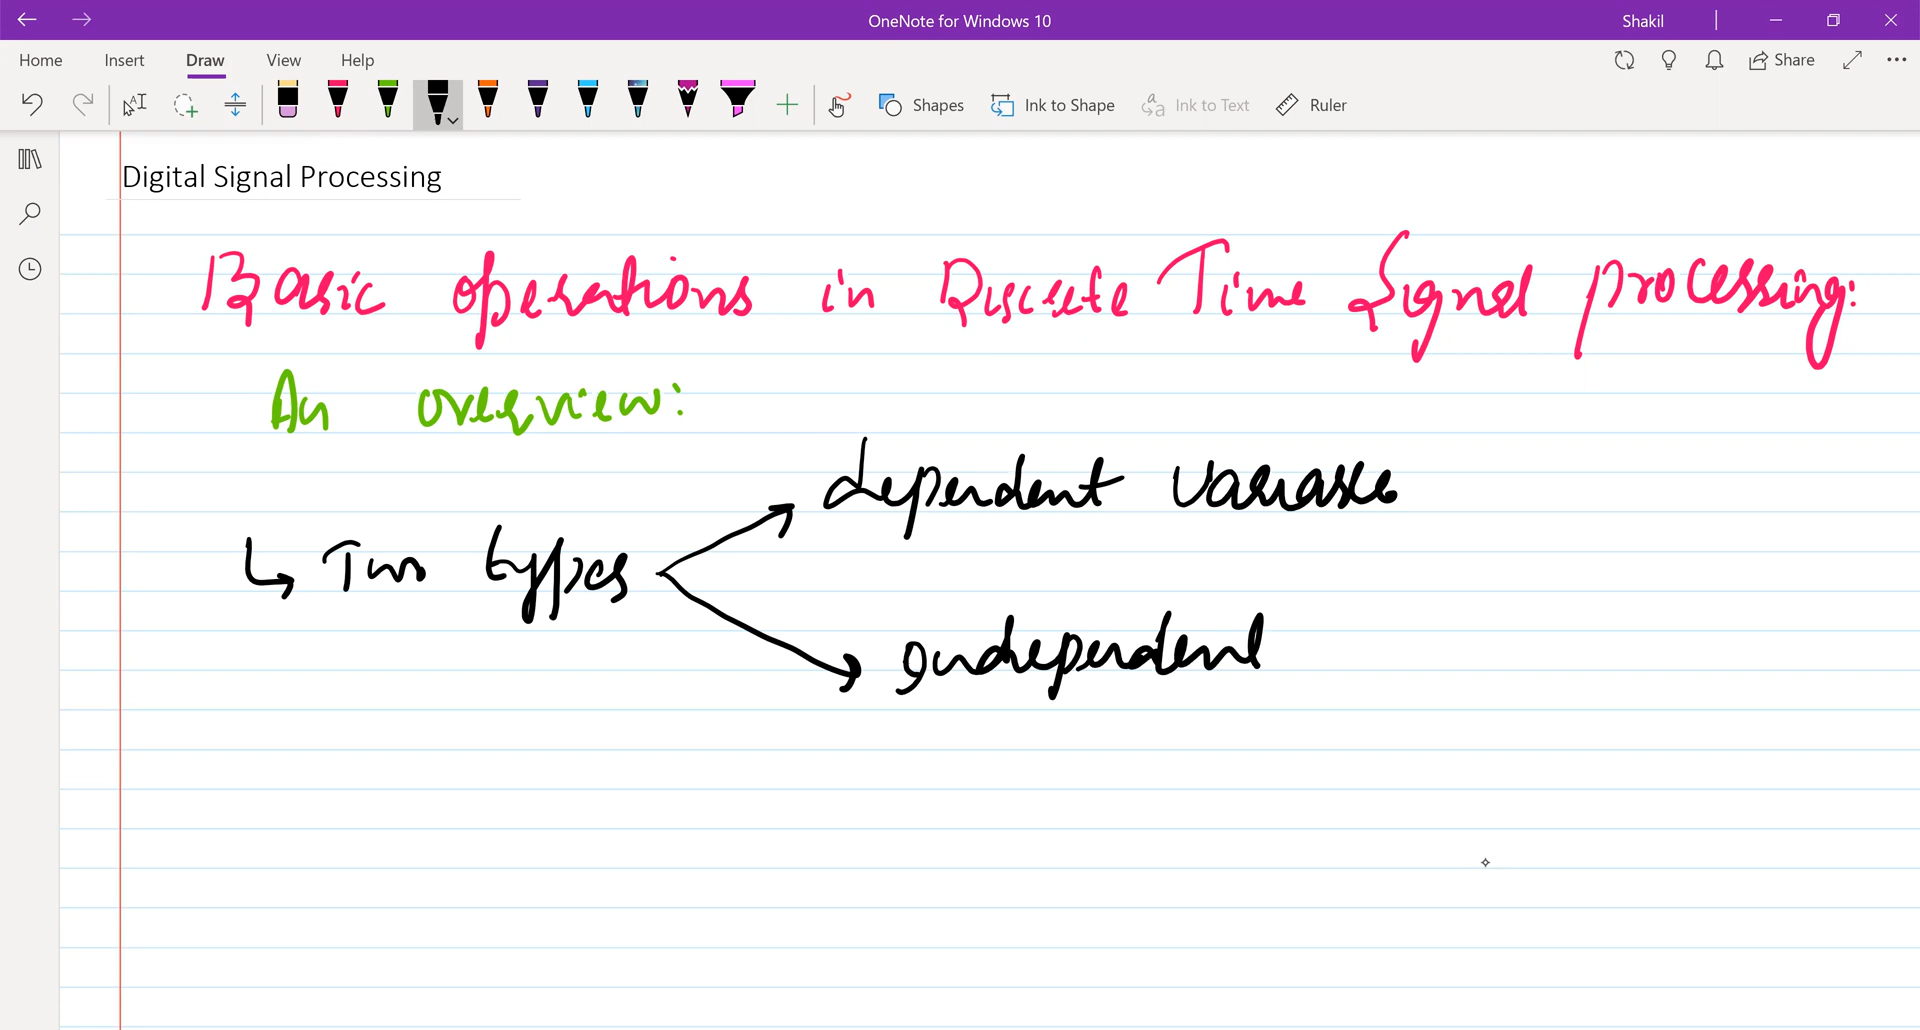 OneNote for Windows 10
Shakil
Home Insert Draw View Help
Share
Shapes Ink to Shape Ink to Text Ruler
Digital Signal Processing
Basic operations in Discrete Time Signal processing:
An overview:
dependent variable
Two types
Independent